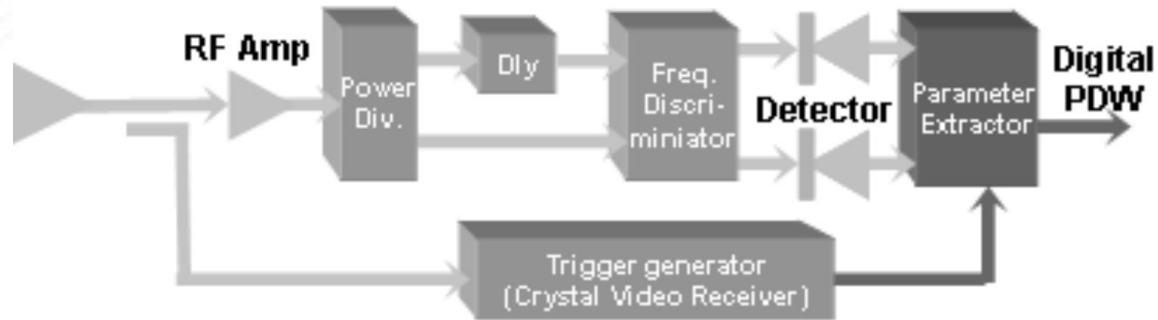 RF Amp
Power
Div.
Dly
Freq.
Discri-
miniator
Detector
Parameter
Extractor
Digital
PDW
Trigger generator
(Crystal Video Receiver)